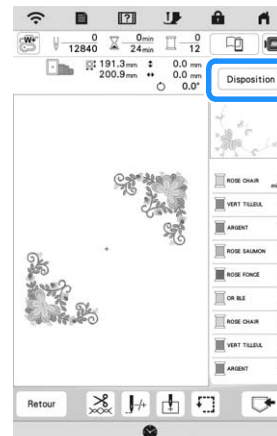 W+ 0 0min 0
12840 24min 12
191.3mm 0.0 mm
200.9mm 0.0 mm
0.0°
Disposition
ROSE CHAIR
VERT TILLEUL
ARGENT
ROSE SAUMON
ROSE FONCÉ
OR BLE
ROSE CHAIR
VERT TILLEUL
ARGENT
Retour